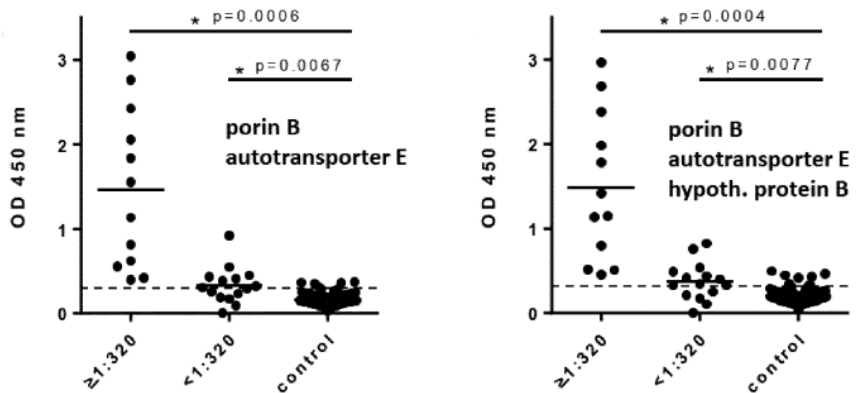 * p=0.0006
* p=0.0067
3
2
1
0
OD 450 nm
porin B
autotransporter E
≥1:320
<1:320
control
* p=0.0004
* p=0.0077
3
2
1
0
OD 450 nm
porin B
autotransporter E
hypoth. protein B
≥1:320
<1:320
control